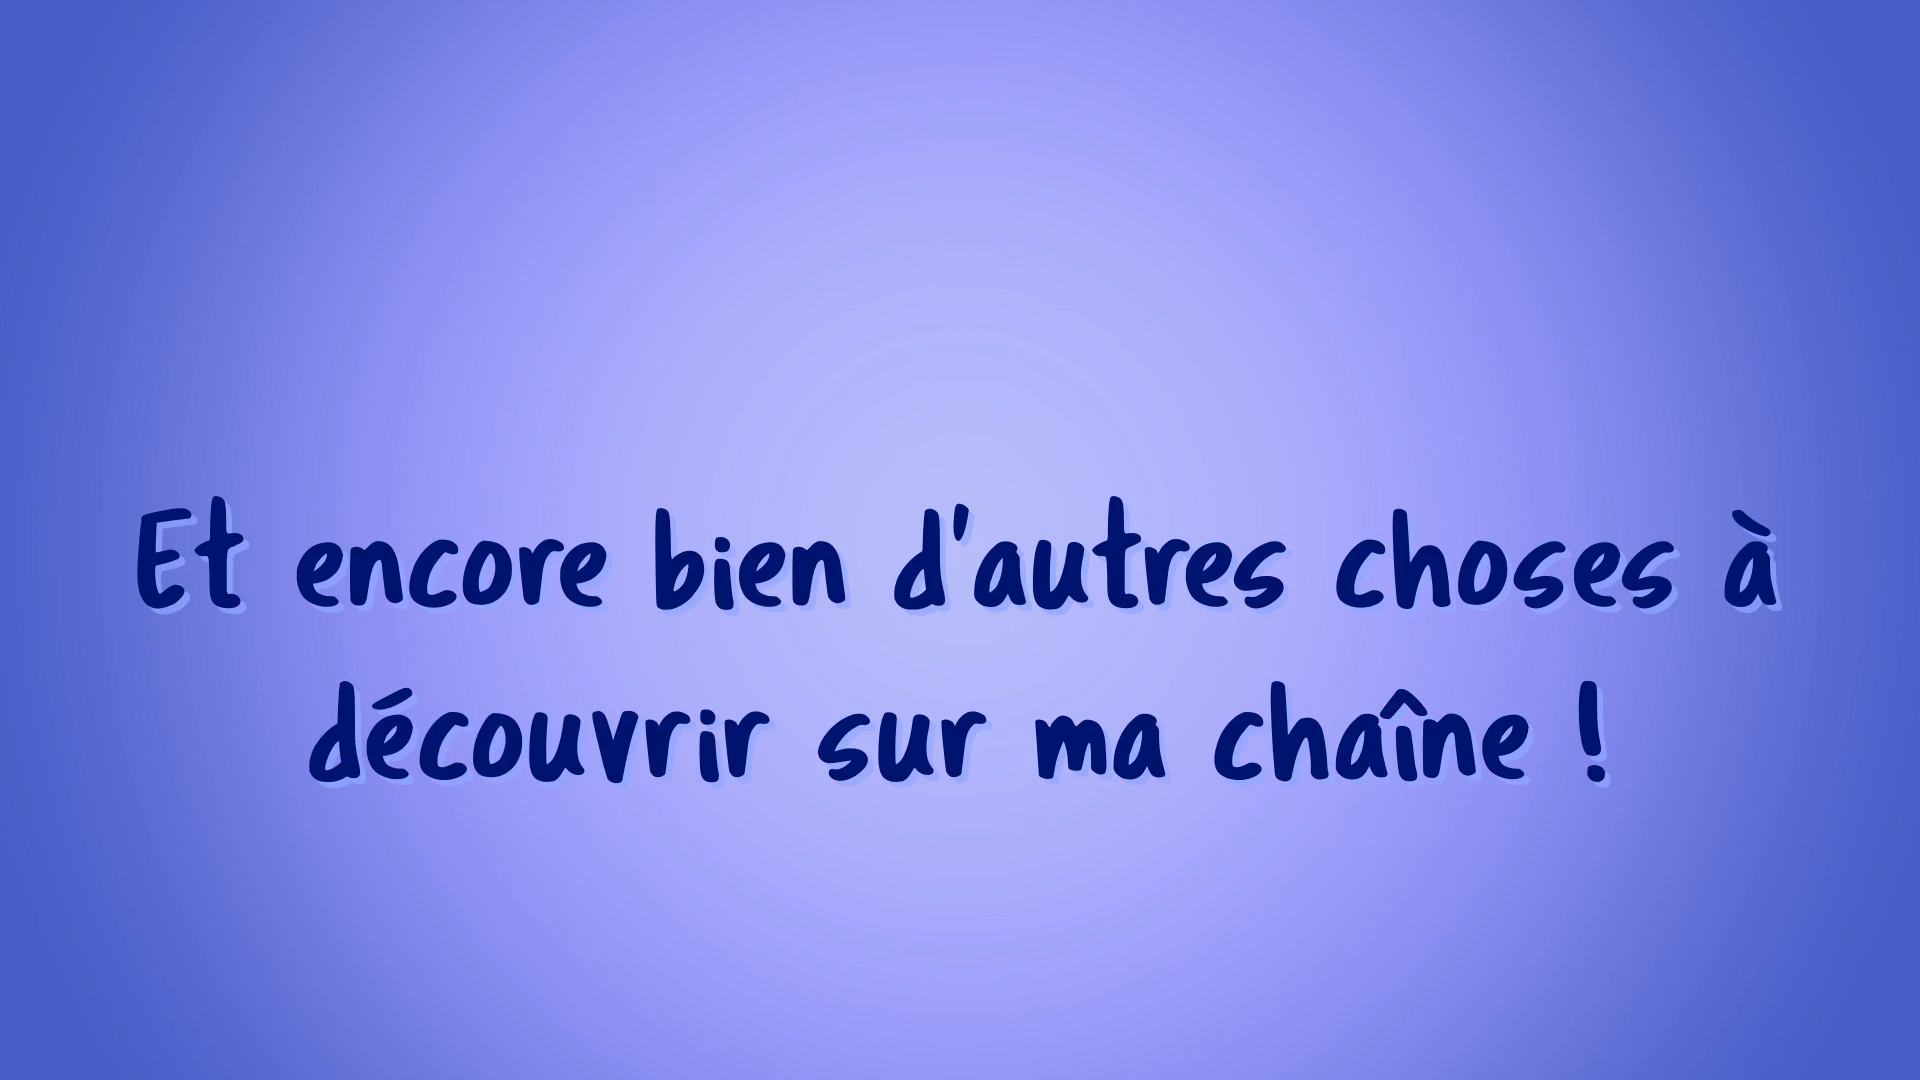 Et encore bien d'autres choses à
découvrir sur ma chaîne !